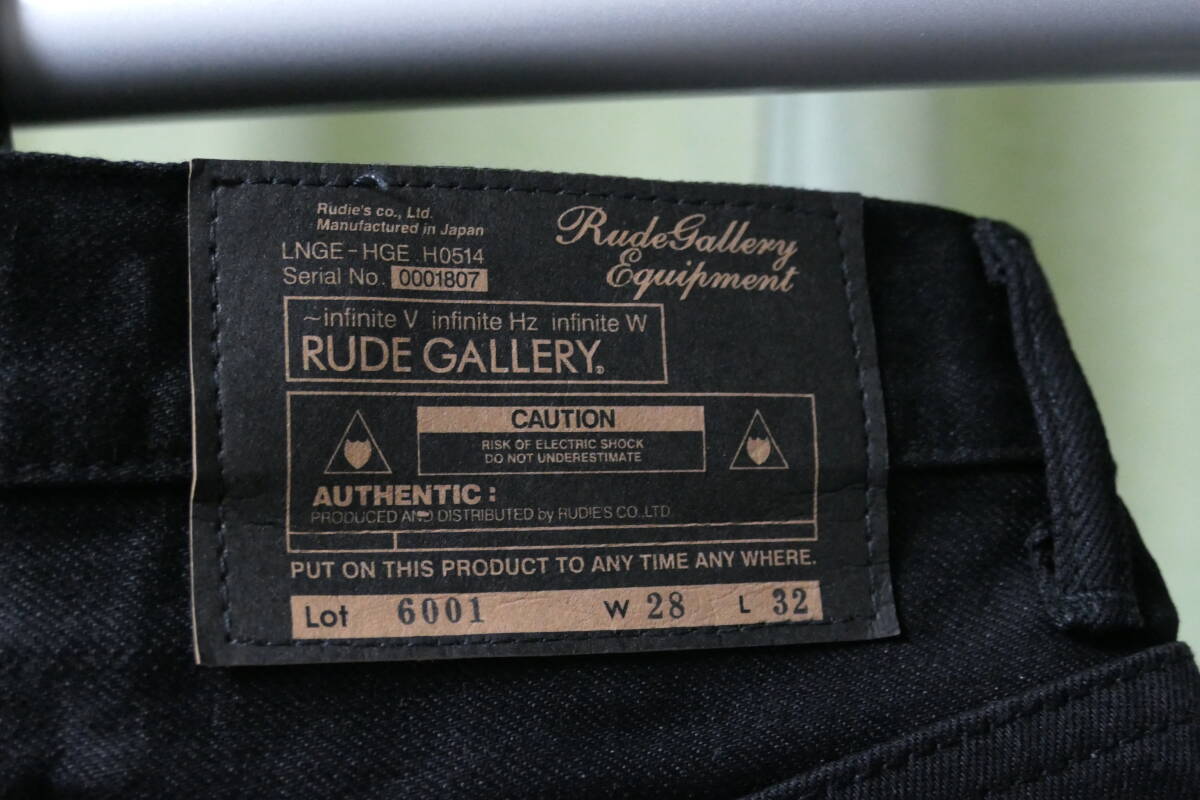 Rudie's co., Ltd.
Manufactured in Japan
LNGE-HGE H0514
Serial No. 0001807
RudeGallery
Equipment
~infinite V infinite Hz infinite W
RUDE GALLERY®
CAUTION
RISK OF ELECTRIC SHOCK
DO NOT UNDERESTIMATE
AUTHENTIC :
PRODUCED AND DISTRIBUTED by RUDIE'S CO.,LTD
PUT ON THIS PRODUCT TO ANY TIME ANY WHERE.
Lot 6001 W 28 L 32